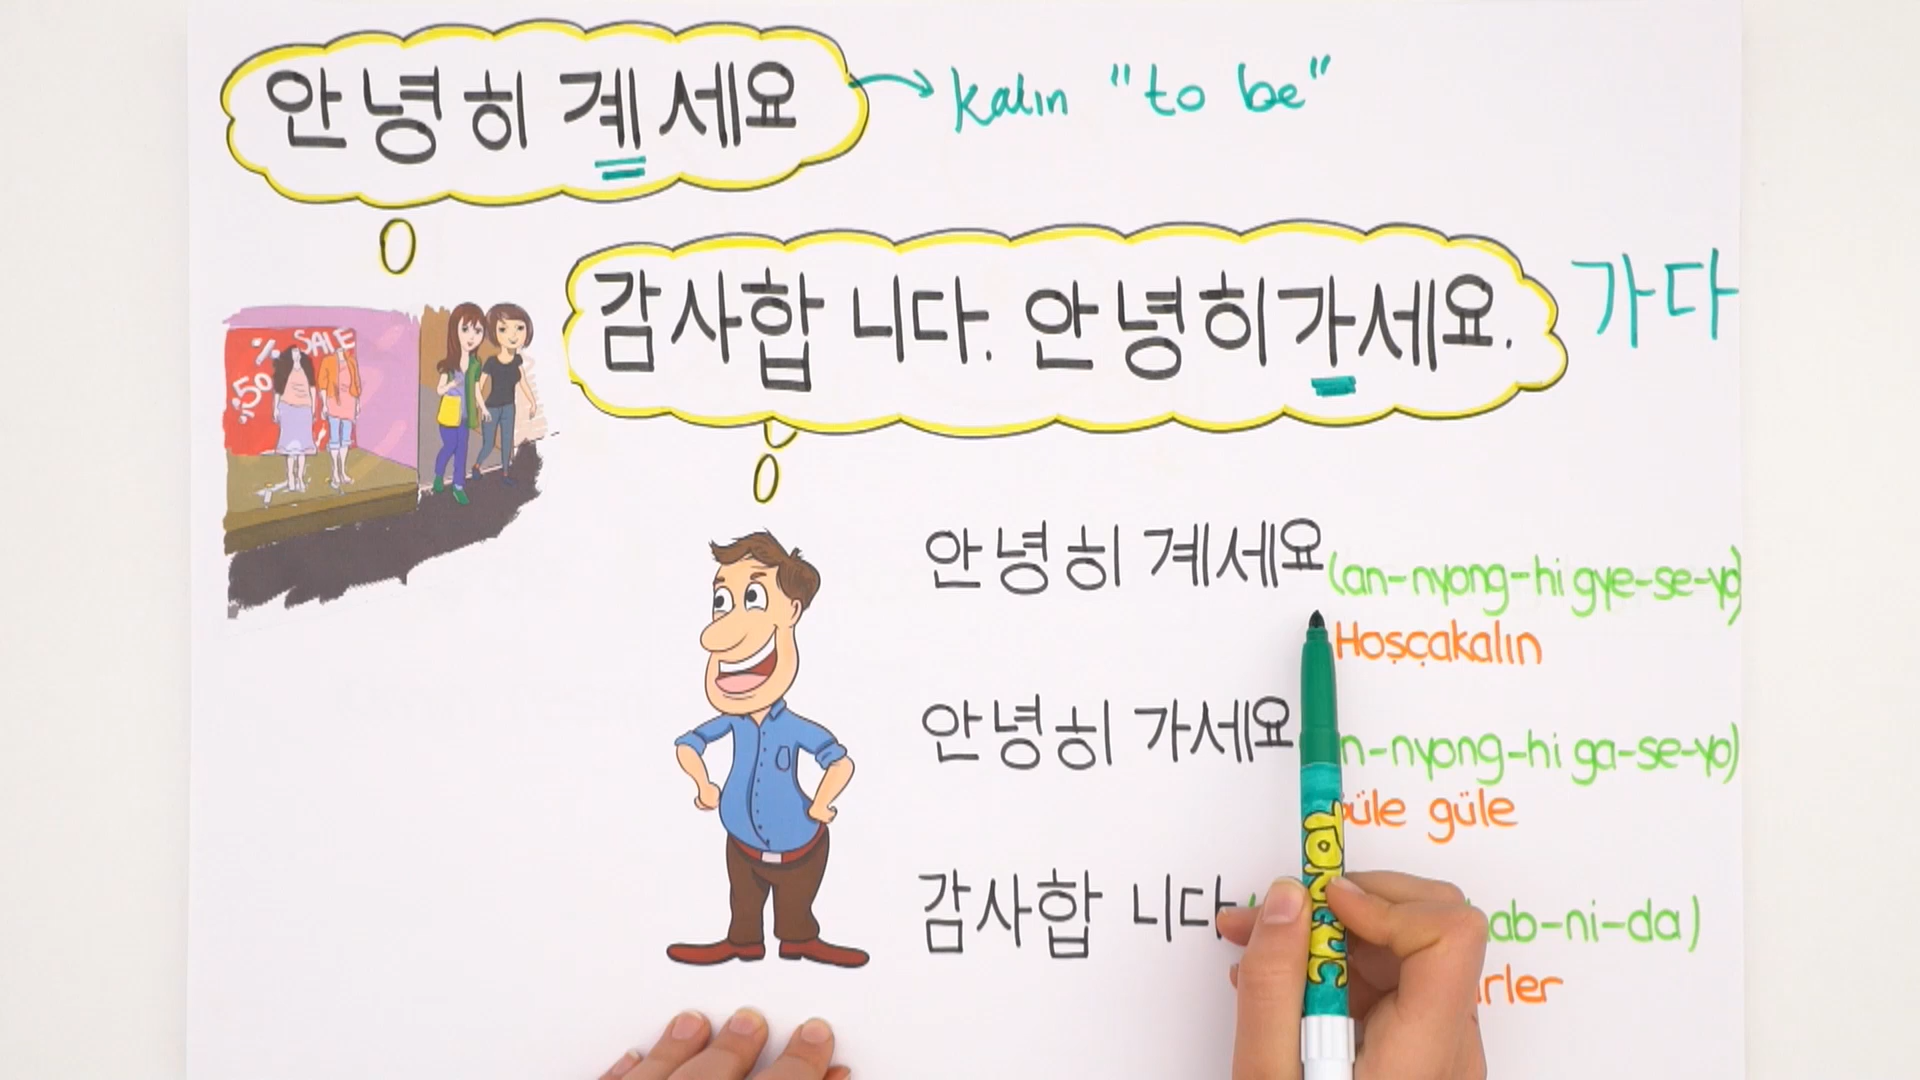 안녕히 계세요
kalın "to be"
감사합니다. 안녕히 가세요.
가다
SALE
%50
안녕히 계세요 (an-nyong-hi gye-se-yo)
Hoşçakalın
안녕히 가세요
n-nyong-hi ga-se-yo)
üle güle
감사합니다
ab-ni-da)
rler
TOMBIC